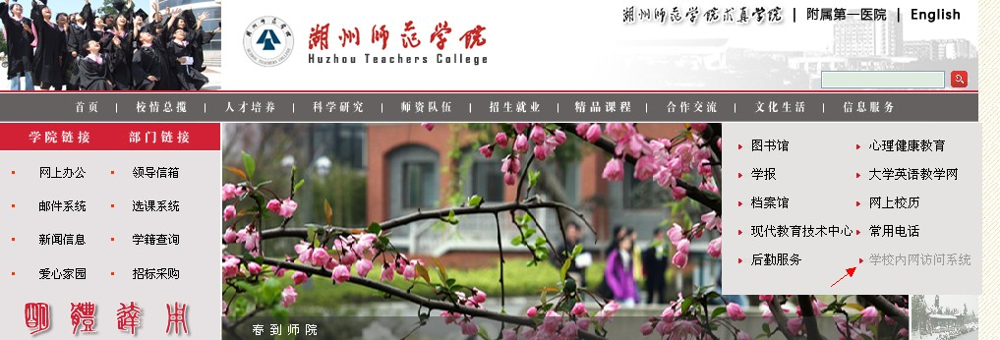 湖州师范学院求真学院 | 附属第一医院 | English
湖州师范学院
Huzhou Teachers College
首页 | 校情总揽 | 人才培养 | 科学研究 | 师资队伍 | 招生就业 | 精品课程 | 合作交流 | 文化生活 | 信息服务
学院链接 部门链接
网上办公 领导信箱
邮件系统 选课系统
新闻信息 学籍查询
爱心家园 招标采购
明體達用
图书馆 心理健康教育
学报 大学英语教学网
档案馆 网上校历
现代教育技术中心 常用电话
后勤服务 学校内网访问系统
春到师院